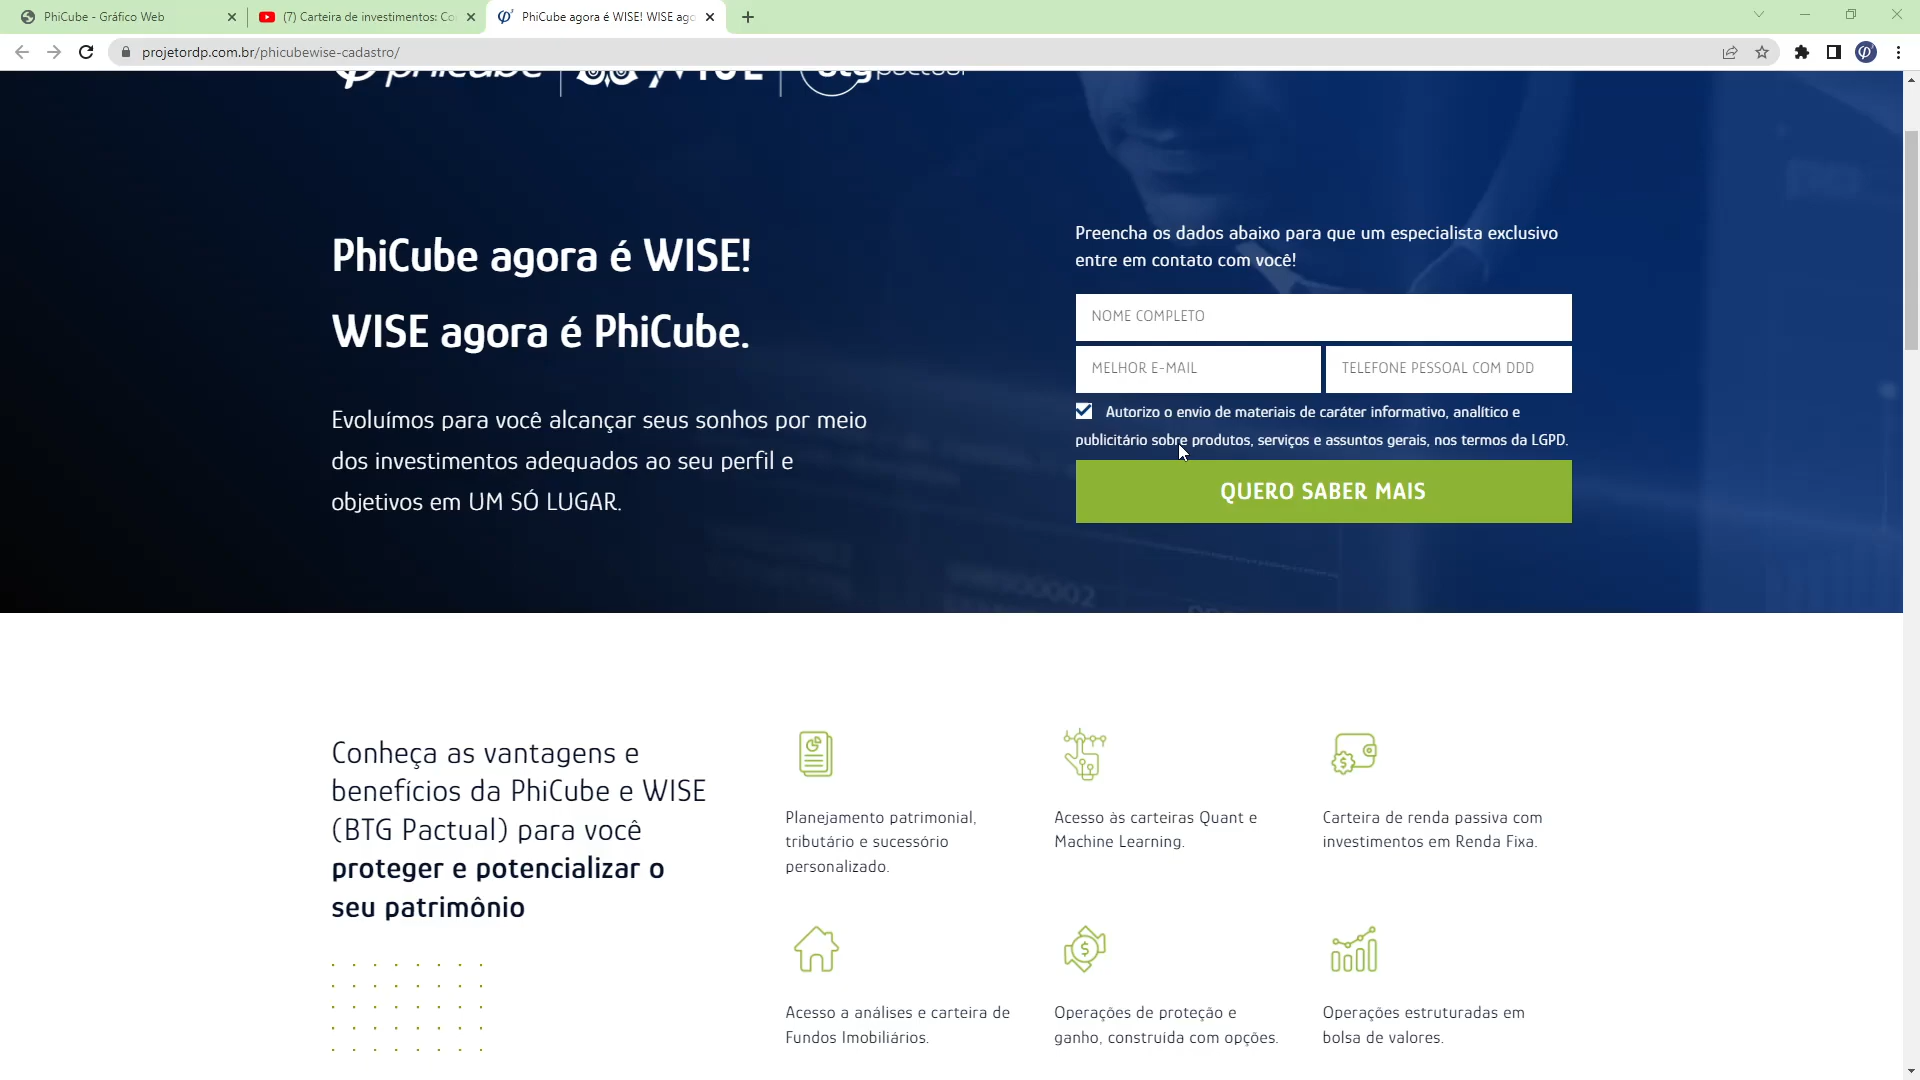 PhiCube - Gráfico Web
(7) Carteira de investimentos: Co
PhiCube agora é WISE! WISE ago
projetordp.com.br/phicubewise-cadastro/
phicube
WISE
btg pactual
PhiCube agora é WISE!
WISE agora é PhiCube.
Evoluímos para você alcançar seus sonhos por meio
dos investimentos adequados ao seu perfil e
objetivos em UM SÓ LUGAR.
Preencha os dados abaixo para que um especialista exclusivo
entre em contato com você!
NOME COMPLETO
MELHOR E-MAIL
TELEFONE PESSOAL COM DDD
Autorizo o envio de materiais de caráter informativo, analítico e
publicitário sobre produtos, serviços e assuntos gerais, nos termos da LGPD.
QUERO SABER MAIS
Conheça as vantagens e
benefícios da PhiCube e WISE
(BTG Pactual) para você
proteger e potencializar o
seu patrimônio
Planejamento patrimonial,
tributário e sucessório
personalizado.
Acesso às carteiras Quant e
Machine Learning.
Carteira de renda passiva com
investimentos em Renda Fixa.
Acesso a análises e carteira de
Fundos Imobiliários.
Operações de proteção e
ganho, construída com opções.
Operações estruturadas em
bolsa de valores.